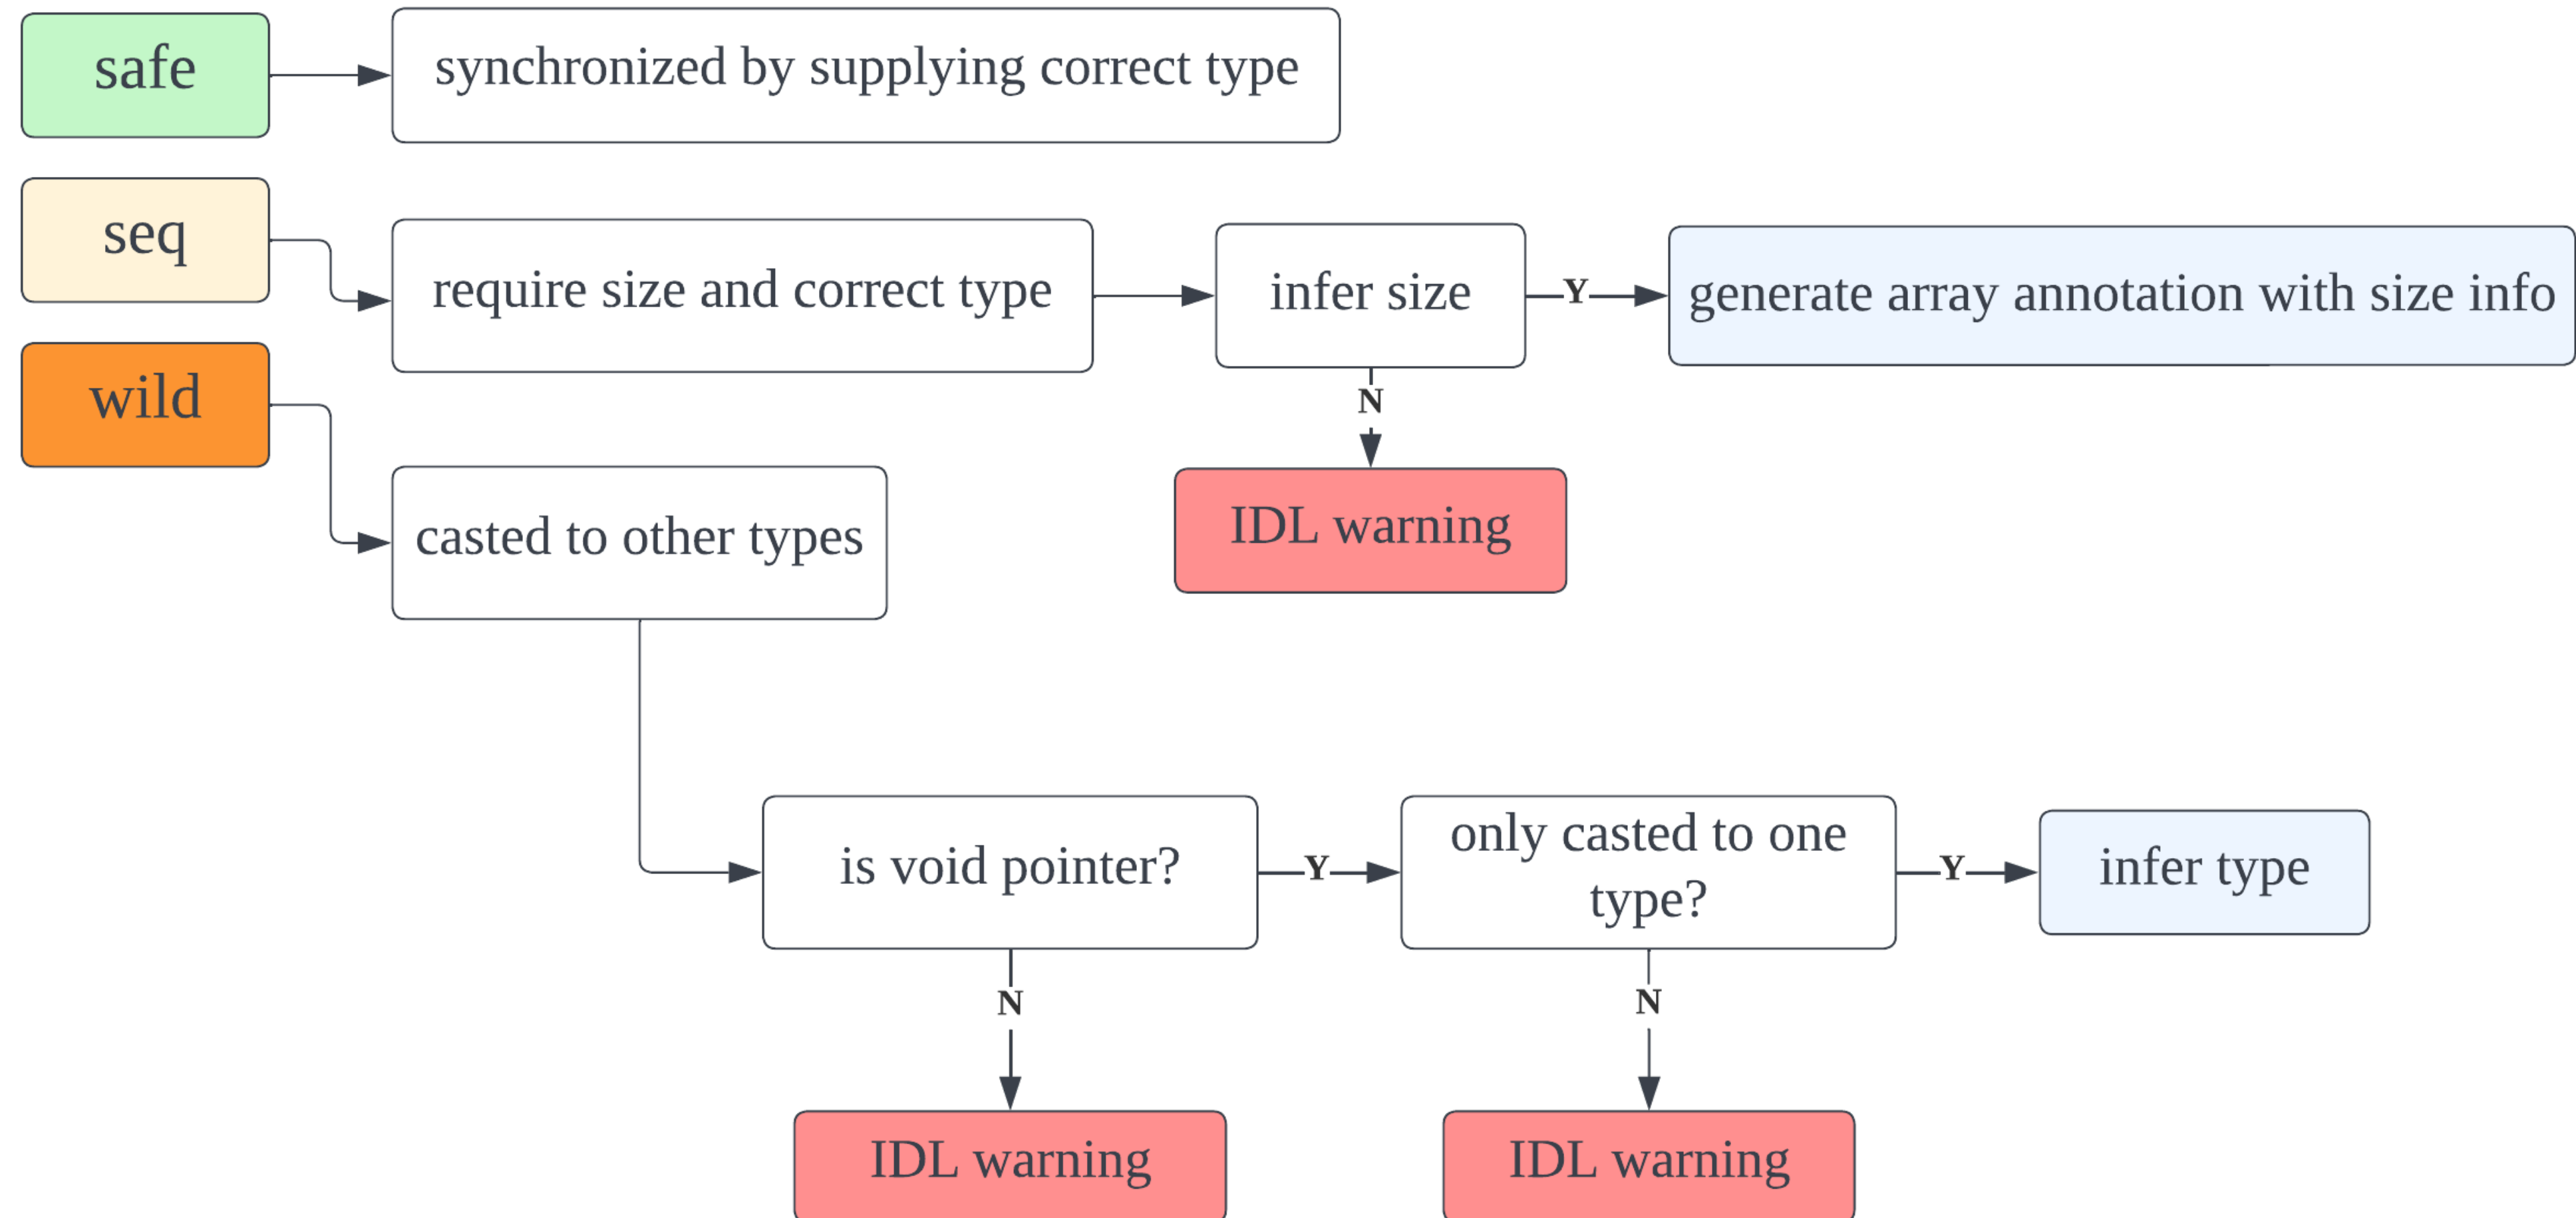 safe
synchronized by supplying correct type
seq
require size and correct type
infer size
Y
generate array annotation with size info
N
wild
IDL warning
casted to other types
is void pointer?
Y
only casted to one
type?
Y
infer type
N
N
IDL warning
IDL warning